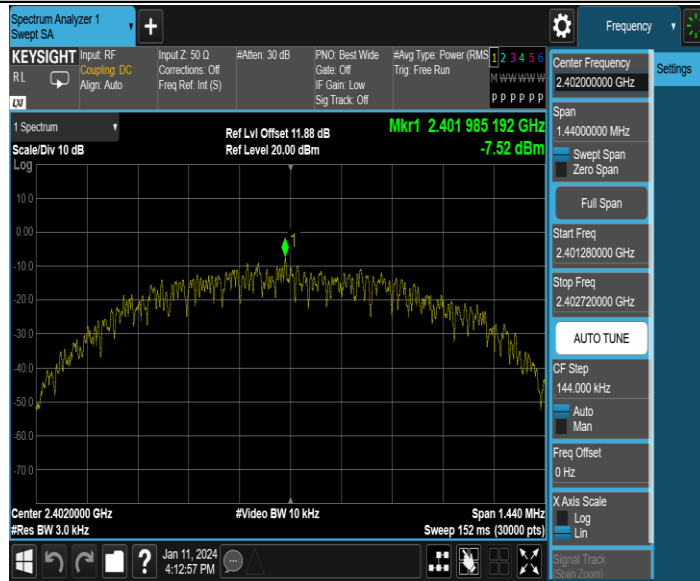 Spectrum Analyzer 1
Swept SA
+
Frequency
KEYSIGHT
RL
LXI
Input: RF
Coupling: DC
Align: Auto
Input Z: 50 Ω
Corrections: Off
Freq Ref: Int (S)
#Atten: 30 dB
PNO: Best Wide
Gate: Off
IF Gain: Low
Sig Track: Off
#Avg Type: Power (RMS
Trig: Free Run
1 2 3 4 5 6
M W W W W W
P P P P P P
1 Spectrum
Scale/Div 10 dB
Ref Lvl Offset 11.88 dB
Ref Level 20.00 dBm
Mkr1 2.401 985 192 GHz
-7.52 dBm
Log
10.0
0.00
-10.0
-20.0
-30.0
-40.0
-50.0
-60.0
-70.0
1
Center 2.4020000 GHz
#Res BW 3.0 kHz
#Video BW 10 kHz
Span 1.440 MHz
Sweep 152 ms (30000 pts)
?
Jan 11, 2024
4:12:57 PM
Center Frequency
2.402000000 GHz
Span
1.44000000 MHz
Swept Span
Zero Span
Full Span
Start Freq
2.401280000 GHz
Stop Freq
2.402720000 GHz
AUTO TUNE
CF Step
144.000 kHz
Auto
Man
Freq Offset
0 Hz
X Axis Scale
Log
Lin
Signal Track
(Span Zoom)
Settings